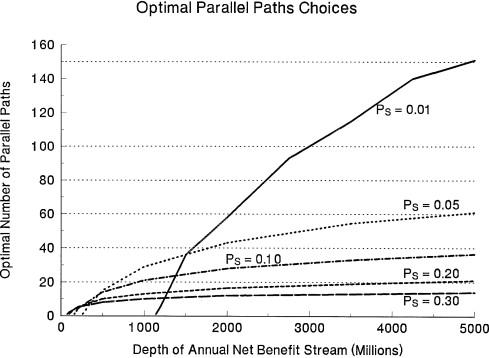 Optimal Parallel Paths Choices
Optimal Number of Parallel Paths
160
140
120
100
80
60
40
20
0
PS = 0.01
PS = 0.05
PS = 0.10
PS = 0.20
PS = 0.30
0 1000 2000 3000 4000 5000
Depth of Annual Net Benefit Stream (Millions)